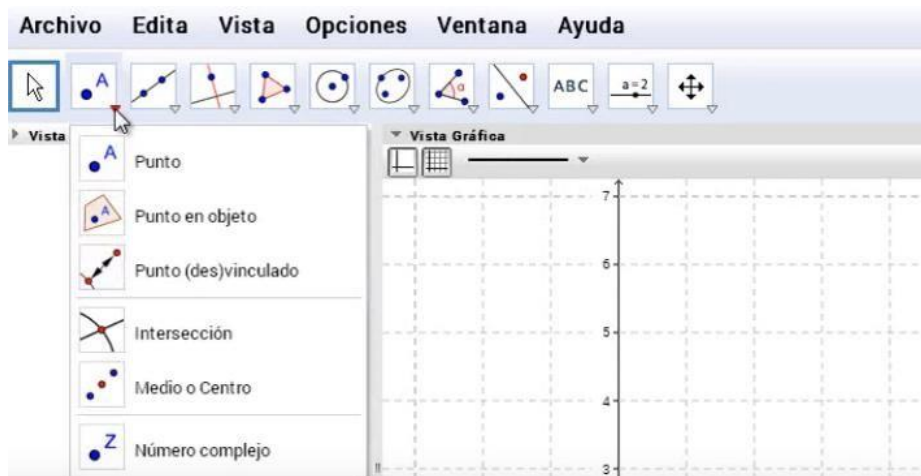 Archivo Edita Vista Opciones Ventana Ayuda
A ABC a=2
α
Vista
Vista Gráfica
A Punto
A Punto en objeto
Punto (des)vinculado
Intersección
Medio o Centro
Z Número complejo
7
6
5
4
3